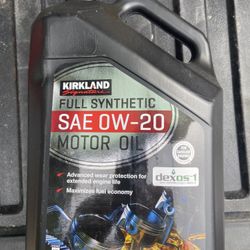 KIRKLAND
Signature
FULL SYNTHETIC
SAE 0W-20
MOTOR OIL
• Advanced wear protection for
extended engine life
• Maximizes fuel economy
dexos1